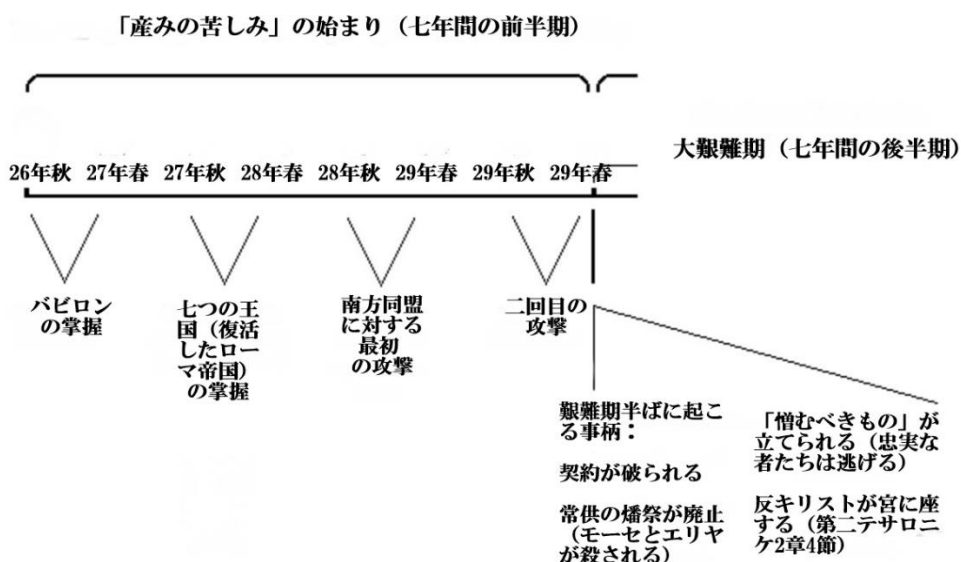 「産みの苦しみ」の始まり（七年間の前半期）
大艱難期（七年間の後半期）
26年秋 27年春 27年秋 28年春 28年秋 29年春 29年秋 29年春
バビロン
の掌握
七つの王
国（復活
したロー
マ帝国）
の掌握
南方同盟
に対する
最初
の攻撃
二回目の
攻撃
艱難期半ばに起こ
る事柄：
契約が破られる
常供の燔祭が廃止
（モーセとエリヤ
が殺される）
「憎むべきもの」が
立てられる（忠実な
者たちは逃げる）
反キリストが宮に座
する（第二テサロニ
ケ2章4節）